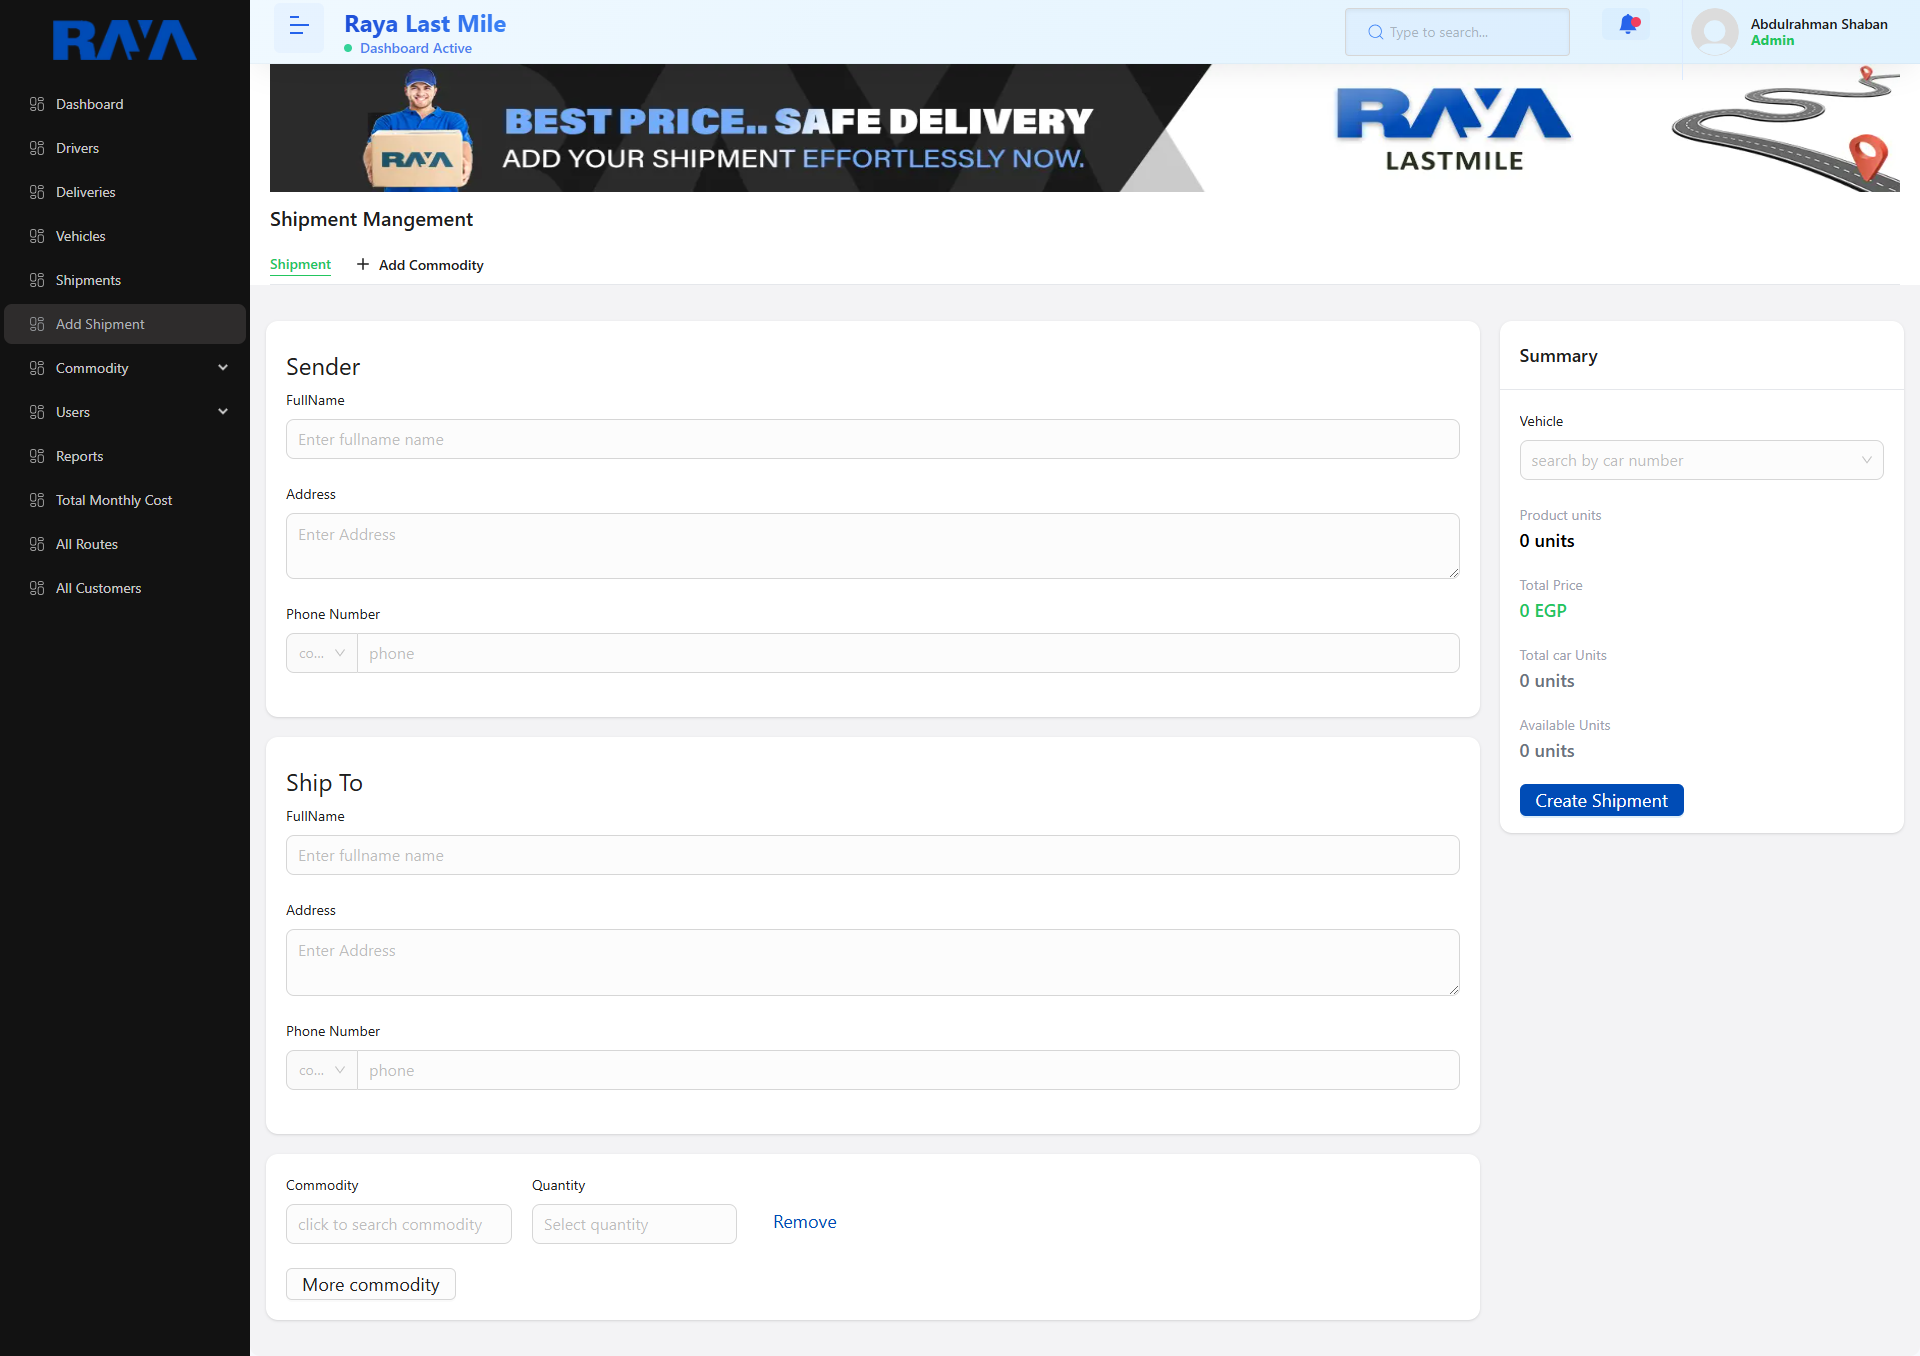 RAYA
Dashboard
Drivers
Deliveries
Vehicles
Shipments
Add Shipment
Commodity
Users
Reports
Total Monthly Cost
All Routes
All Customers
Raya Last Mile
Dashboard Active
Type to search...
Abdulrahman Shaban
Admin
BEST PRICE.. SAFE DELIVERY
ADD YOUR SHIPMENT EFFORTLESSLY NOW.
RAYA
RAYA
LASTMILE
Shipment Mangement
Shipment
Add Commodity
Sender
FullName
Enter fullname name
Address
Enter Address
Phone Number
co... phone
Ship To
FullName
Enter fullname name
Address
Enter Address
Phone Number
co... phone
Commodity Quantity
click to search commodity Select quantity Remove
More commodity
Summary
Vehicle
search by car number
Product units
0 units
Total Price
0 EGP
Total car Units
0 units
Available Units
0 units
Create Shipment